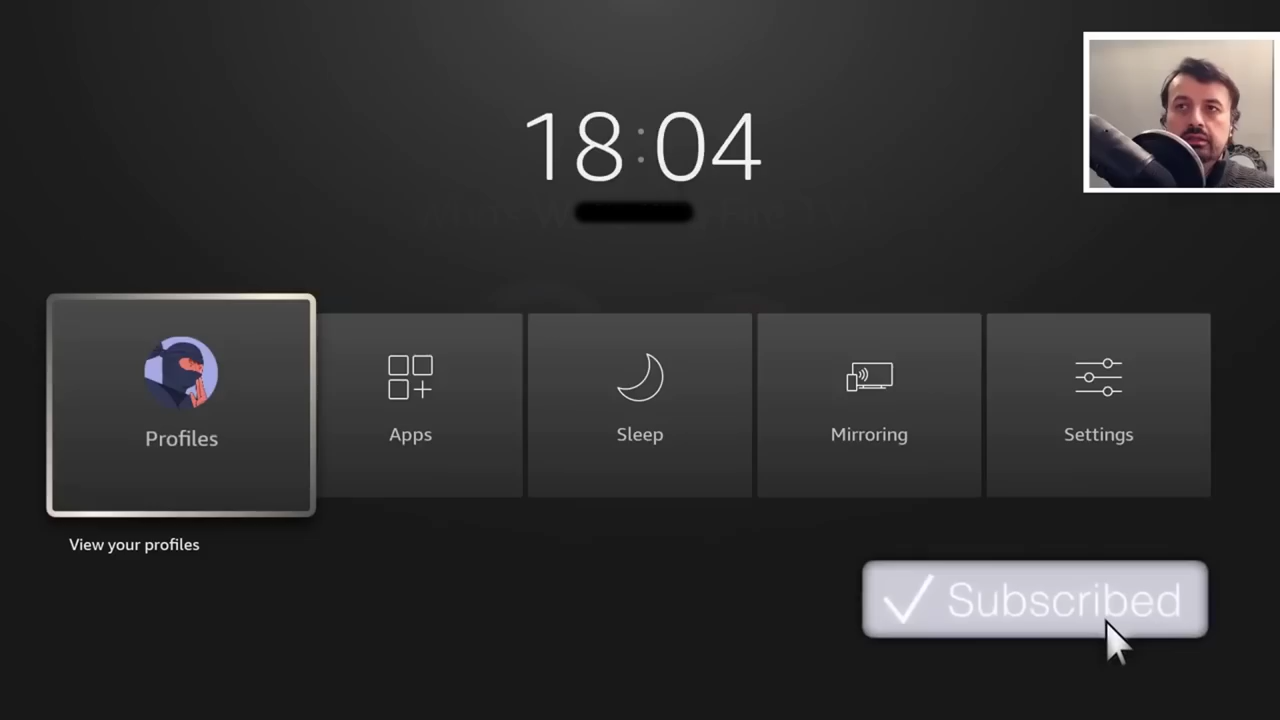 18:04
Profiles
Apps
Sleep
Mirroring
Settings
View your profiles
Subscribed